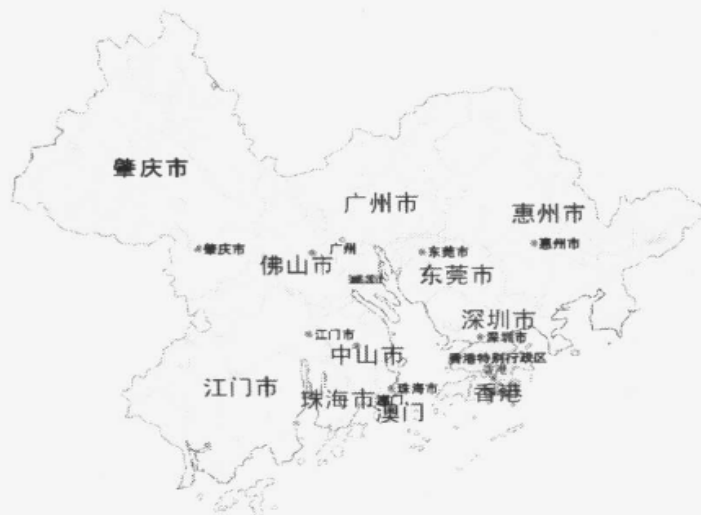 肇庆市
广州市
惠州市
肇庆市
广州
东莞市
惠州市
佛山市
东莞市
深圳市
江门市
深圳市
中山市
香港特别行政区
江门市
珠海市
香港
珠海市
澳门